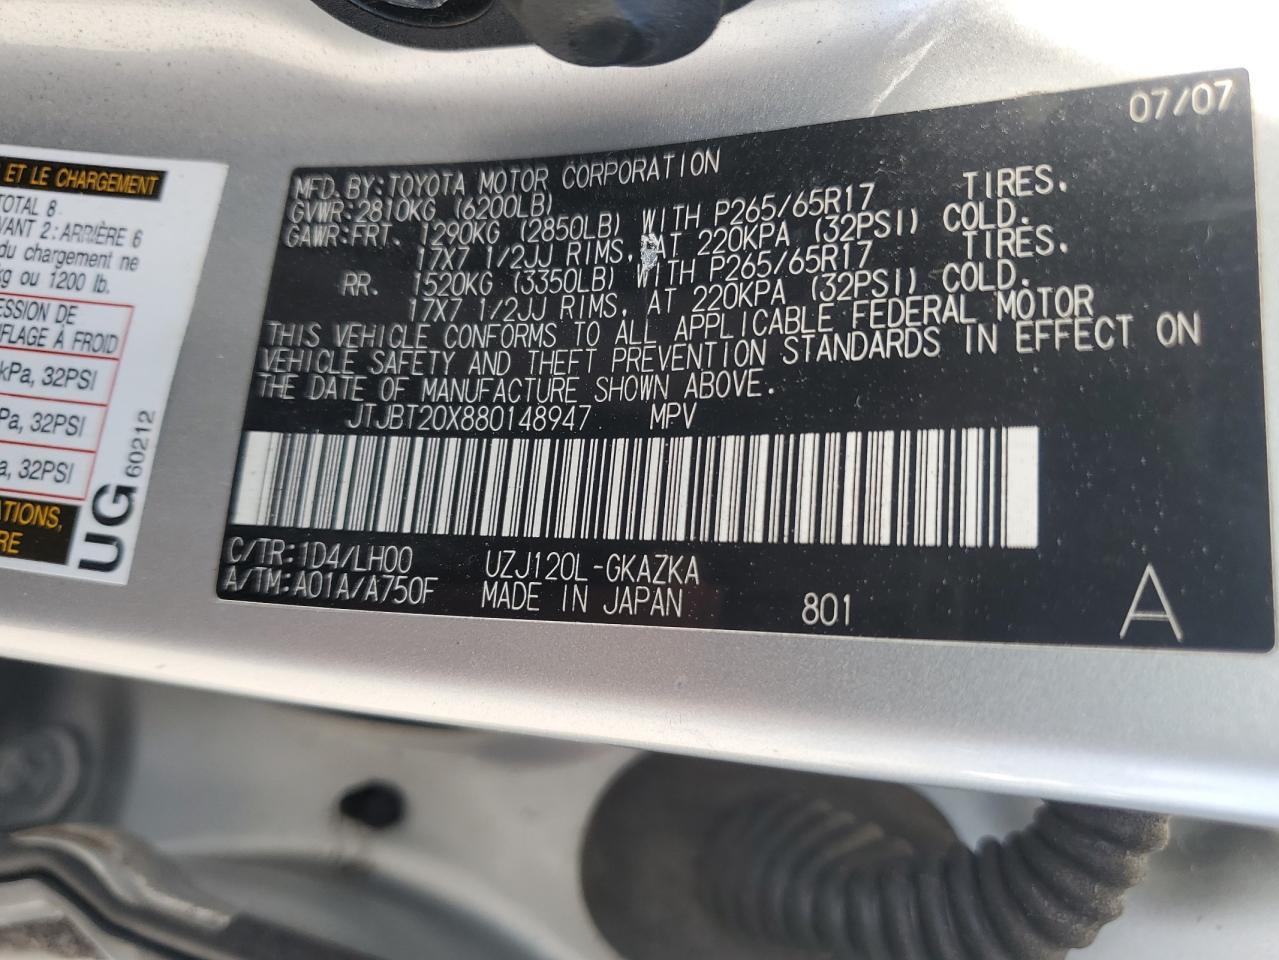 ET LE CHARGEMENT
TOTAL 8
VANT 2: ARRIÈRE 6
du chargement ne
kg ou 1200 lb.
ESSION DE
NFLAGE À FROID
kPa, 32PSI
Pa, 32PSI
a, 32PSI
ATIONS,
RE
UG 60212
07/07
MFD. BY: TOYOTA MOTOR CORPORATION
GVWR: 2810KG (6200LB)
GAWR: FRT. 1290KG (2850LB) WITH P265/65R17 TIRES.
17X7 1/2JJ RIMS, AT 220KPA (32PSI) COLD.
RR. 1520KG (3350LB) WITH P265/65R17 TIRES.
17X7 1/2JJ RIMS, AT 220KPA (32PSI) COLD.
THIS VEHICLE CONFORMS TO ALL APPLICABLE FEDERAL MOTOR
VEHICLE SAFETY AND THEFT PREVENTION STANDARDS IN EFFECT ON
THE DATE OF MANUFACTURE SHOWN ABOVE.
JTJBT20X880148947 MPV
C/TR: 1D4/LH00 UZJ120L-GKAZKA
A/TM: A01A/A750F MADE IN JAPAN 801 A